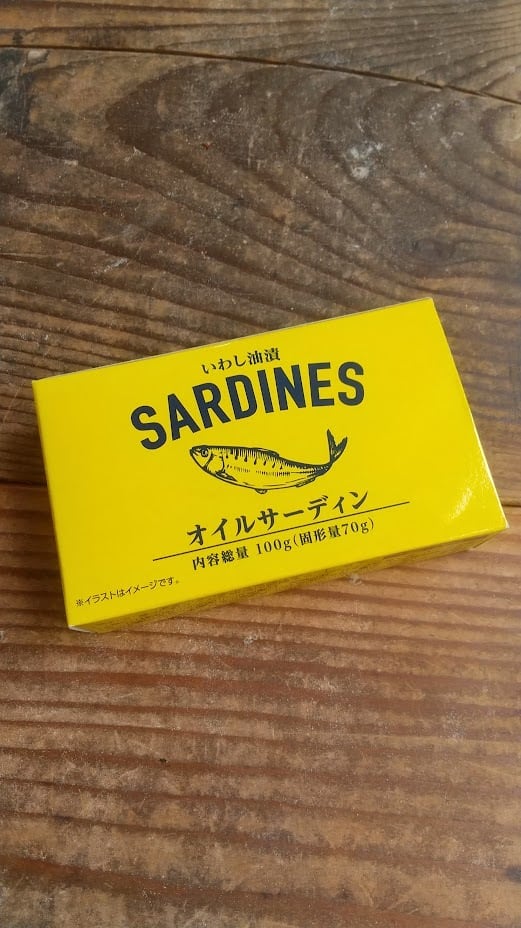 いわし油漬
SARDINES
オイルサーディン
内容総量 100g(固形量70g)
※イラストはイメージです。